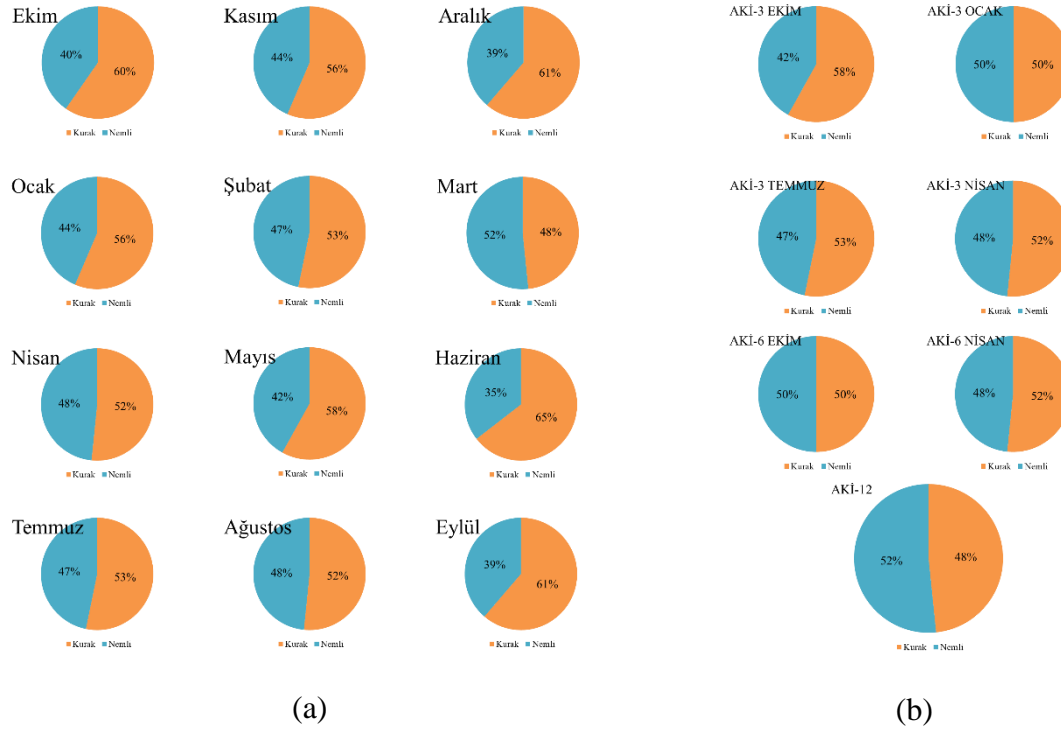 Ekim
40%
60%
Kurak Nemli
Kasım
44%
56%
Kurak Nemli
Aralık
39%
61%
Kurak Nemli
Ocak
44%
56%
Kurak Nemli
Şubat
47%
53%
Kurak Nemli
Mart
52%
48%
Kurak Nemli
Nisan
48%
52%
Kurak Nemli
Mayıs
42%
58%
Kurak Nemli
Haziran
35%
65%
Kurak Nemli
Temmuz
47%
53%
Kurak Nemli
Ağustos
48%
52%
Kurak Nemli
Eylül
39%
61%
Kurak Nemli
(a)
AKİ-3 EKİM
42%
58%
Kurak Nemli
AKİ-3 OCAK
50%
50%
Kurak Nemli
AKİ-3 TEMMUZ
47%
53%
Kurak Nemli
AKİ-3 NİSAN
48%
52%
Kurak Nemli
AKİ-6 EKİM
50%
50%
Kurak Nemli
AKİ-6 NİSAN
48%
52%
Kurak Nemli
AKİ-12
52%
48%
Kurak Nemli
(b)